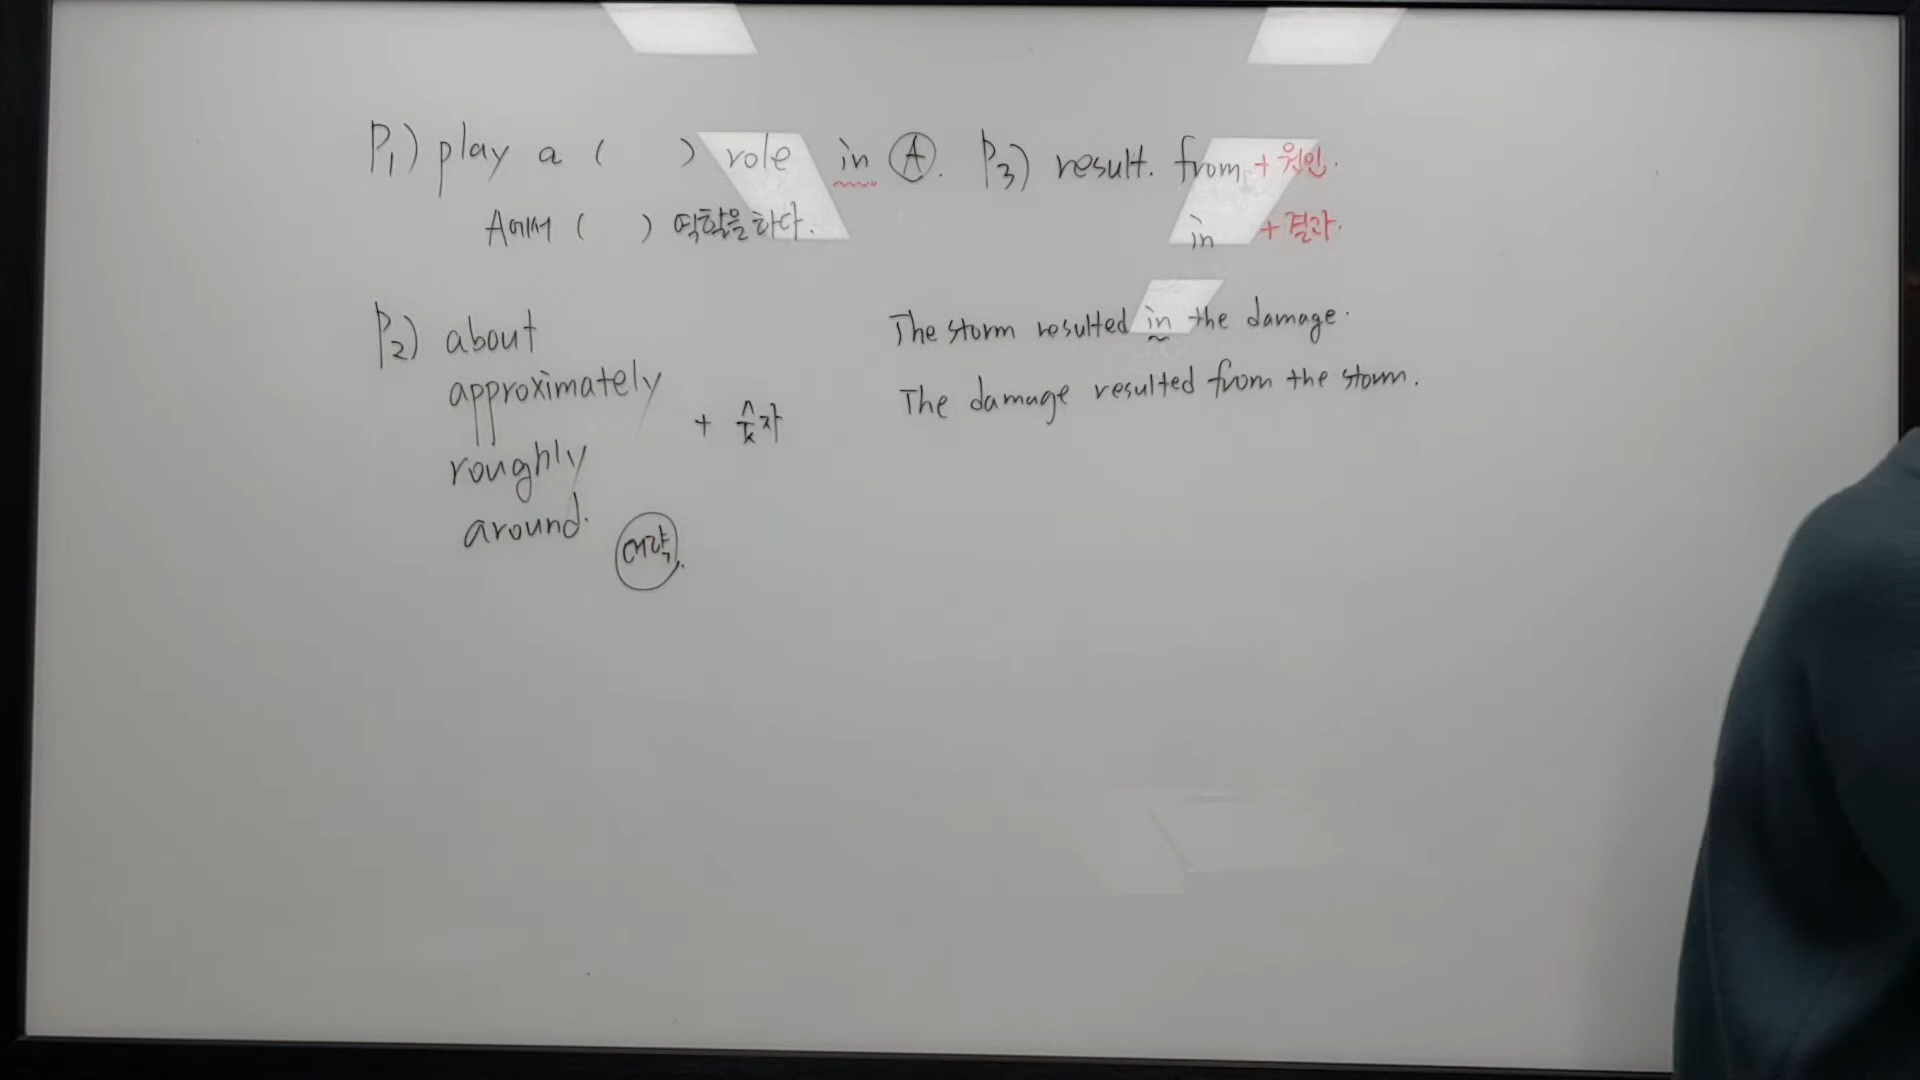 P1) play a ( ) role in Ⓐ.
A에서 ( ) 역할을 하다.
P2) about
approximately
roughly
around.
+ 숫자
대략.
P3) result. from + 원인.
in + 결과.
The storm resulted in the damage.
The damage resulted from the storm.